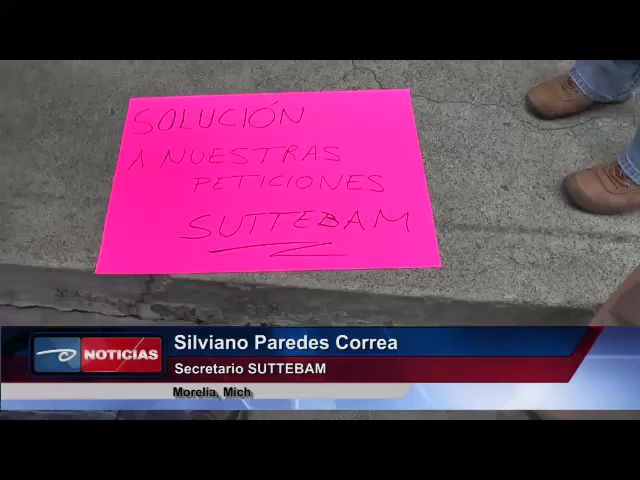 SOLUCIÓN
A NUESTRAS
PETICIONES
SUTTEBAM
NOTICIAS
Silviano Paredes Correa
Secretario SUTTEBAM
Morelia, Mich